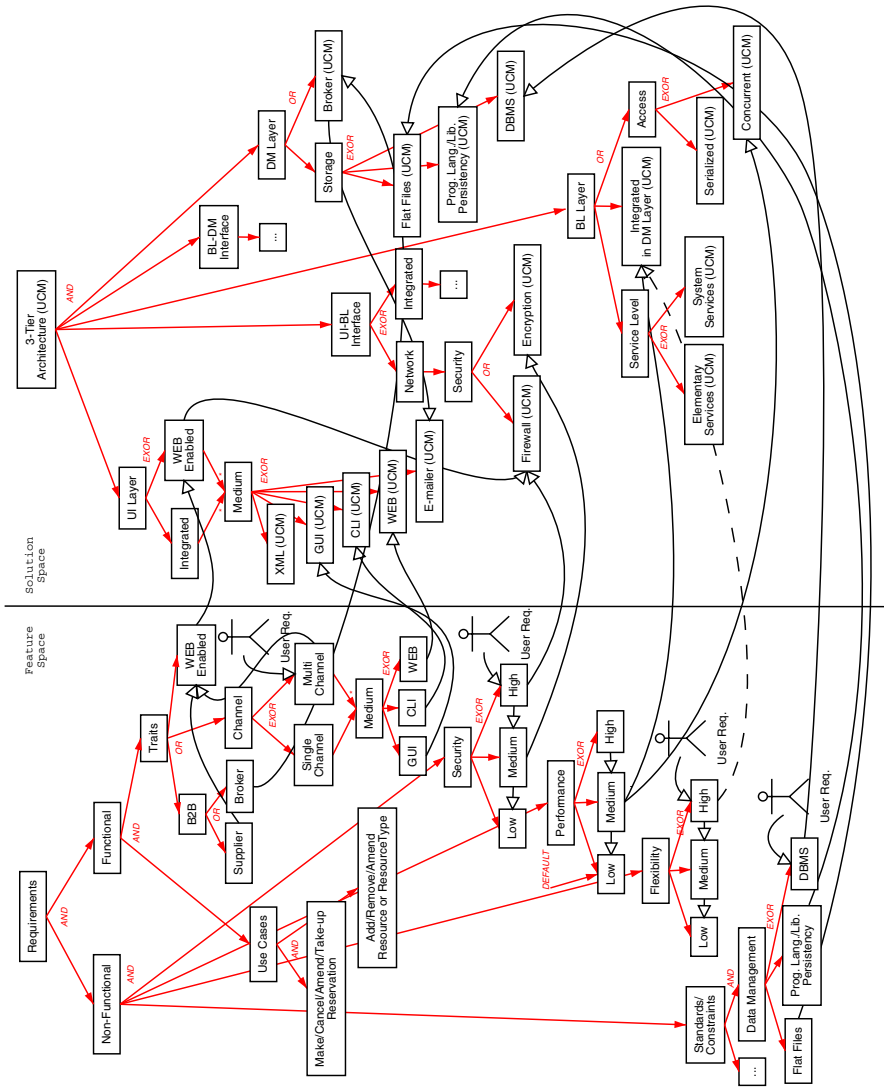 Feature
Space
Solution
Space
Requirements
AND
Non-Functional
Functional
AND
AND
Traits
OR
Use Cases
AND
Make/Cancel/Amend/Take-up
Reservation
Add/Remove/Amend
Resource or ResourceType
B2B
OR
Supplier
Broker
Channel
EXOR
Single
Channel
Multi
Channel
*
WEB
Enabled
User Req.
Medium
EXOR
GUI
CLI
WEB
Security
EXOR
Low
Medium
High
User Req.
Performance
EXOR
DEFAULT
Low
Medium
High
Flexibility
EXOR
Low
Medium
High
User Req.
Standards/
Constraints
AND
...
Data Management
EXOR
Flat Files
Prog. Lang./Lib.
Persistency
DBMS
User Req.
3-Tier
Architecture (UCM)
AND
UI Layer
EXOR
Integrated
WEB
Enabled
*
*
Medium
EXOR
XML (UCM)
GUI (UCM)
CLI (UCM)
WEB (UCM)
E-mailer (UCM)
UI-BL
Interface
EXOR
Network
Integrated
...
Security
OR
Firewall (UCM)
Encryption (UCM)
BL-DM
Interface
...
DM Layer
OR
Storage
Broker (UCM)
EXOR
Flat Files (UCM)
Prog. Lang./Lib.
Persistency (UCM)
DBMS (UCM)
BL Layer
OR
Service Level
EXOR
Elementary
Services (UCM)
System
Services (UCM)
Integrated
in DM Layer (UCM)
Access
EXOR
Serialized (UCM)
Concurrent (UCM)